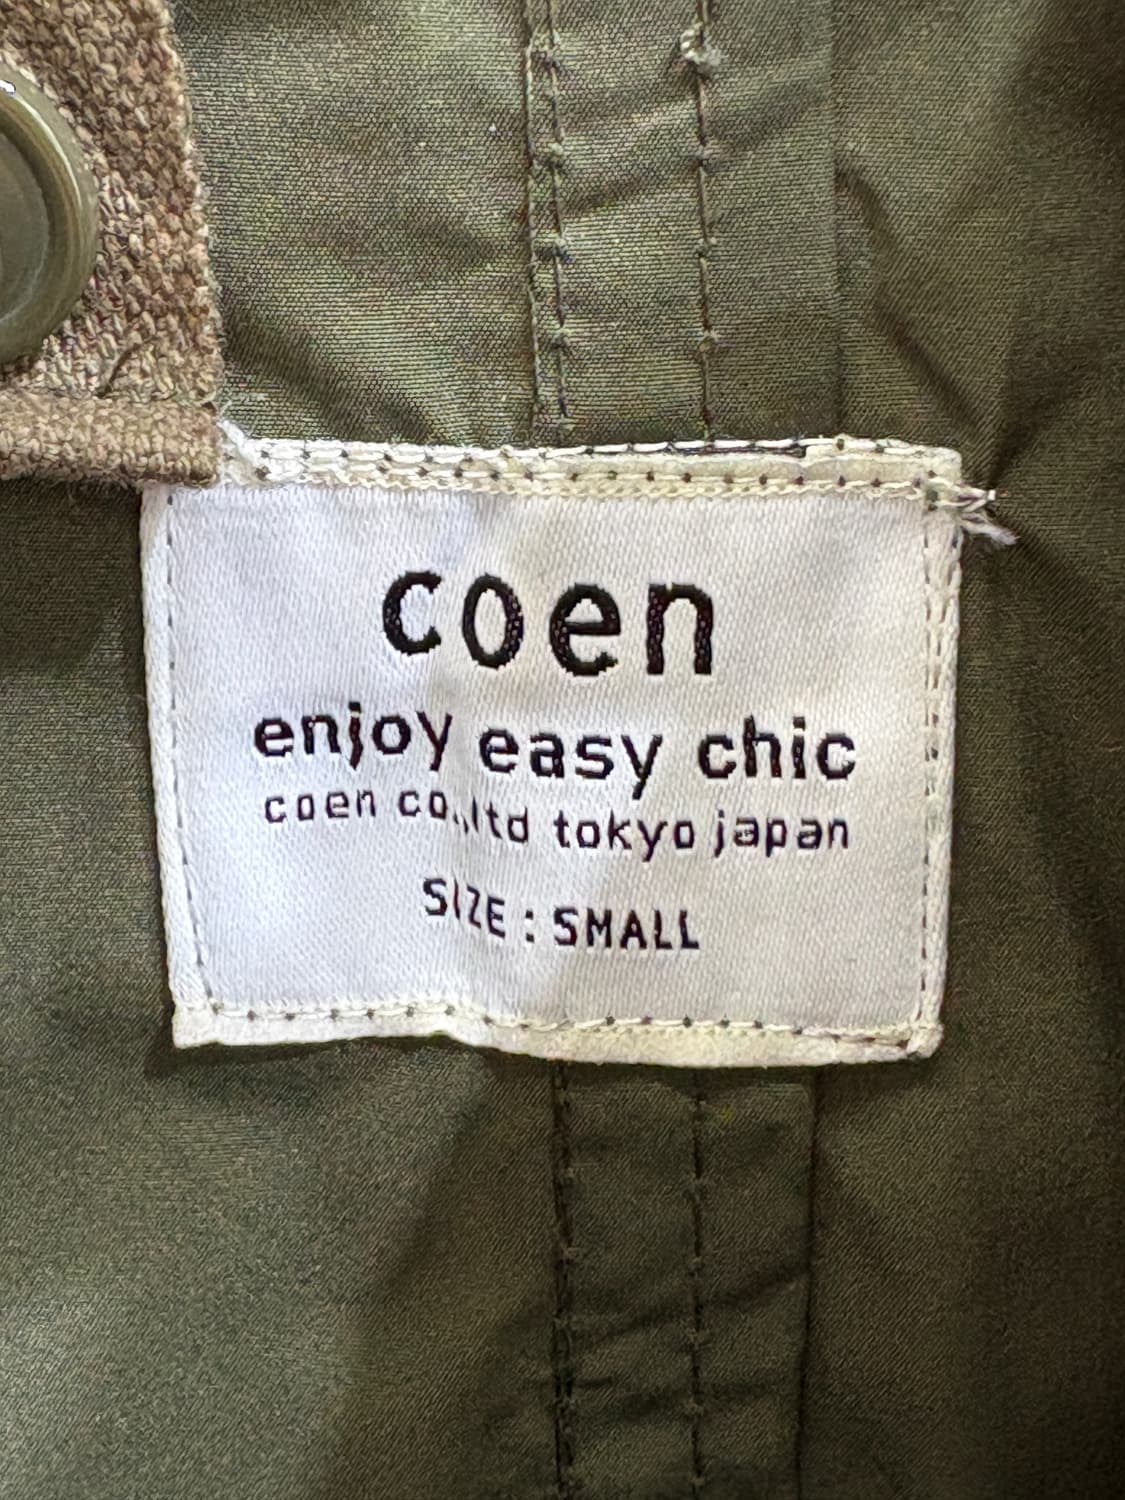 coen
enjoy easy chic
coen co.,ltd tokyo japan
SIZE : SMALL